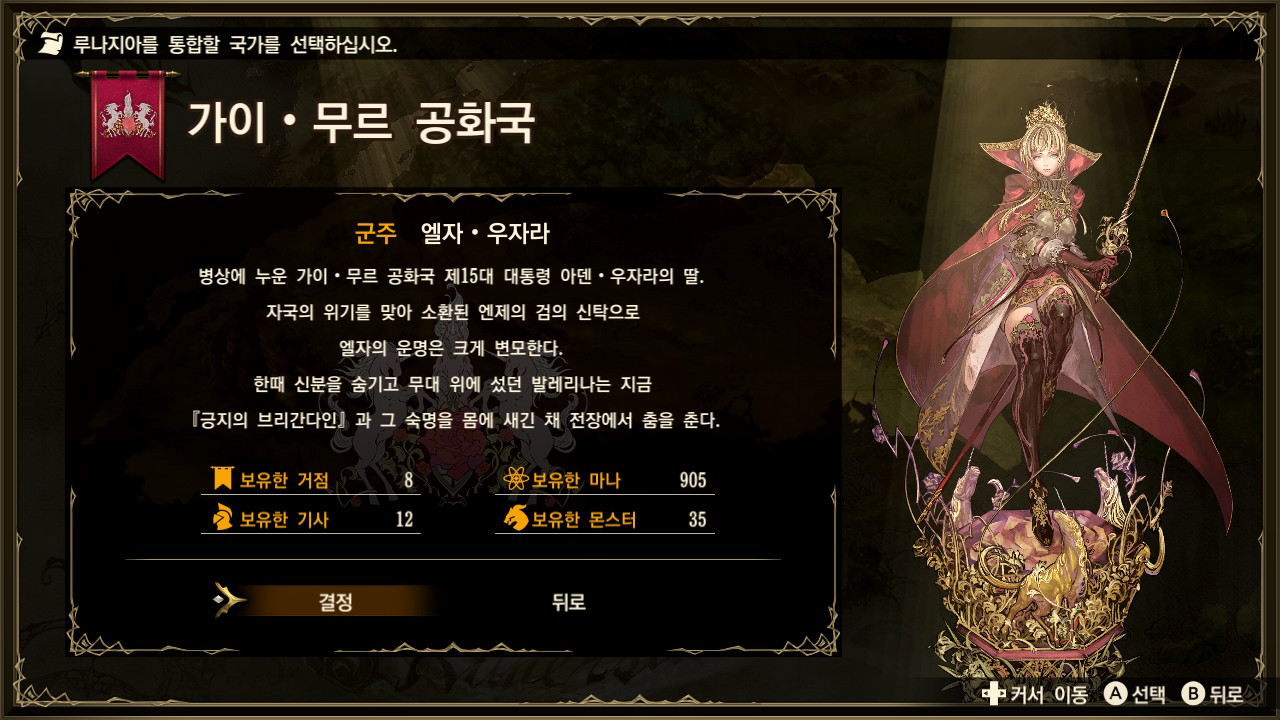 루나지아를 통합할 국가를 선택하십시오.
가이・무르 공화국
군주 엘자・우자라
병상에 누운 가이・무르 공화국 제15대 대통령 아덴・우자라의 딸.
자국의 위기를 맞아 소환된 엔제의 검의 신탁으로
엘자의 운명은 크게 변모한다.
한때 신분을 숨기고 무대 위에 섰던 발레리나는 지금
『긍지의 브리간다인』과 그 숙명을 몸에 새긴 채 전장에서 춤을 춘다.
보유한 거점 8 보유한 마나 905
보유한 기사 12 보유한 몬스터 35
결정 뒤로
커서 이동 A 선택 B 뒤로